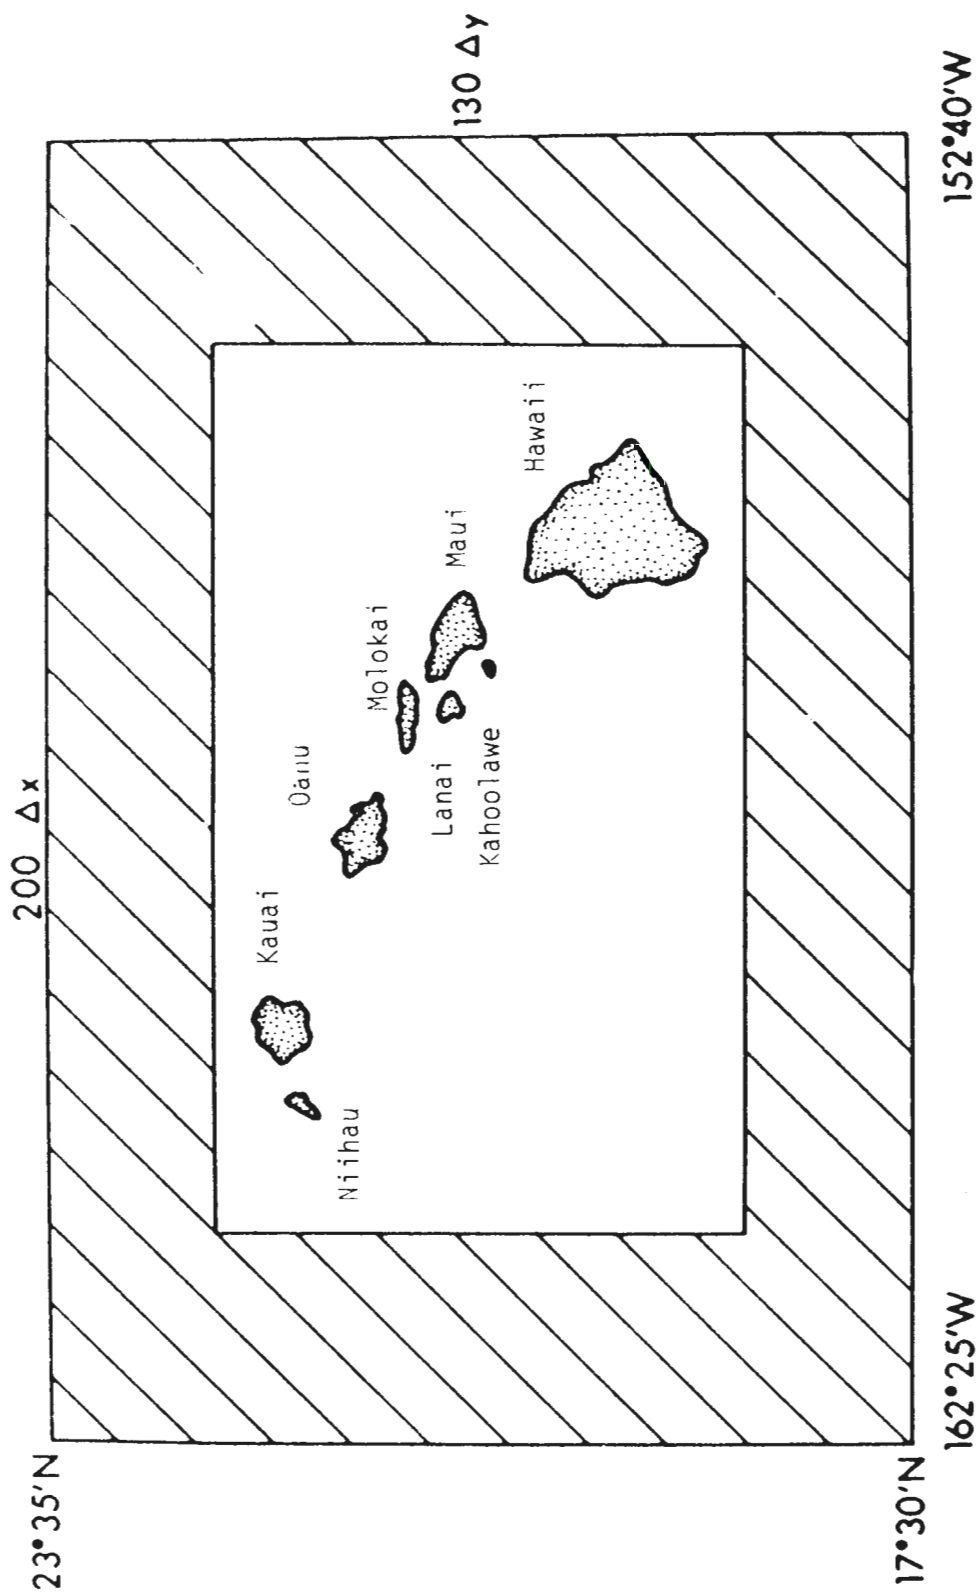 200 Δx
23°35'N
130 Δy
Kauai
Oahu
Niihau
Molokai
Maui
Lanai
Kahoolawe
Hawaii
17°30'N
162°25'W
152°40'W